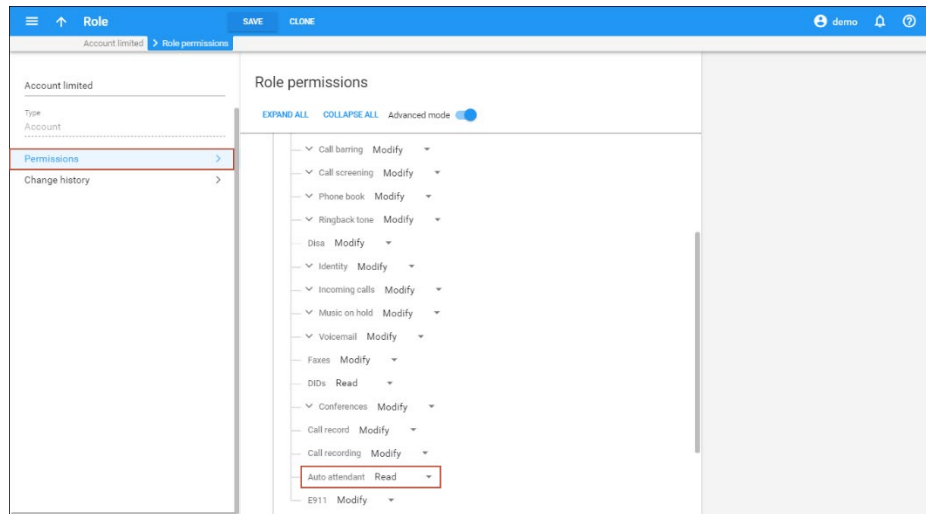 Role SAVE CLONE demo
Account limited Role permissions
Account limited
Type
Account
Permissions
Change history
Role permissions
EXPAND ALL COLLAPSE ALL Advanced mode
Call barring Modify
Call screening Modify
Phone book Modify
Ringback tone Modify
Disa Modify
Identity Modify
Incoming calls Modify
Music on hold Modify
Voicemail Modify
Faxes Modify
DIDs Read
Conferences Modify
Call record Modify
Call recording Modify
Auto attendant Read
E911 Modify